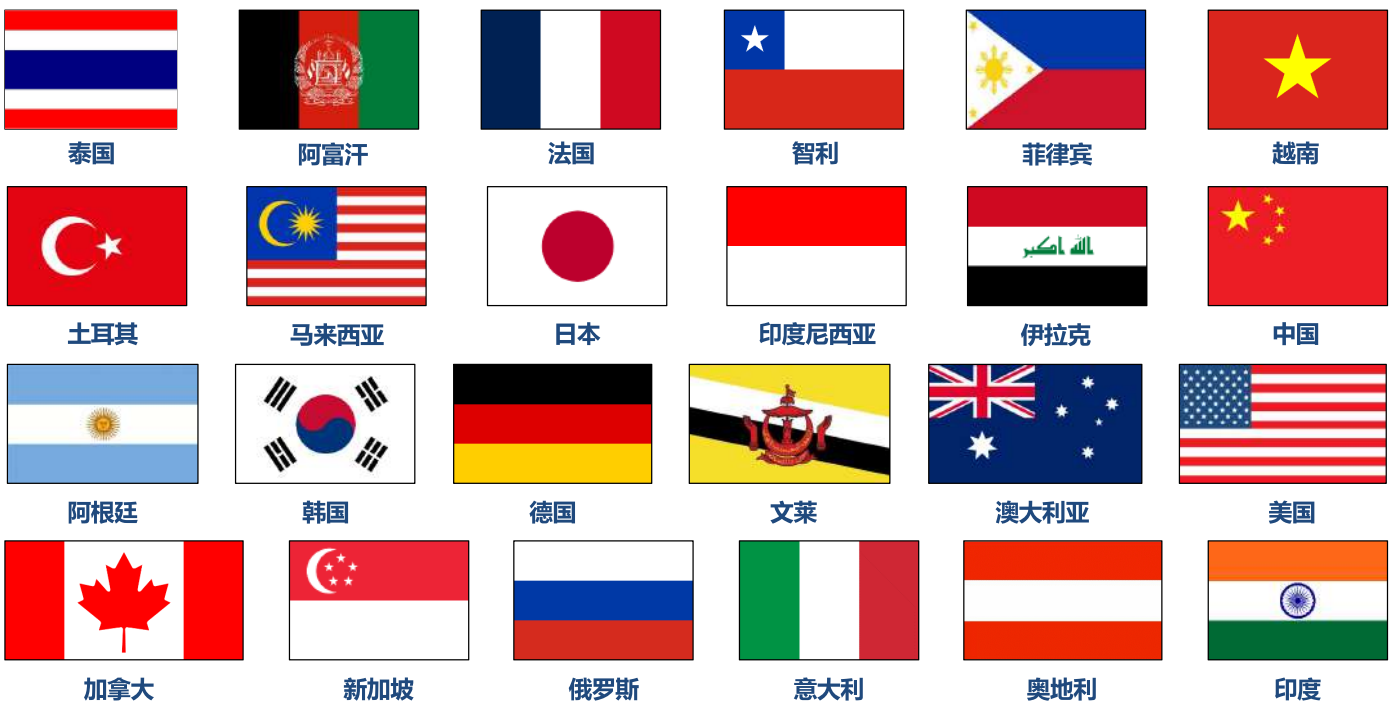 泰国 阿富汗 法国 智利 菲律宾 越南
الله اكبر
土耳其 马来西亚 日本 印度尼西亚 伊拉克 中国
阿根廷 韩国 德国 文莱 澳大利亚 美国
加拿大 新加坡 俄罗斯 意大利 奥地利 印度